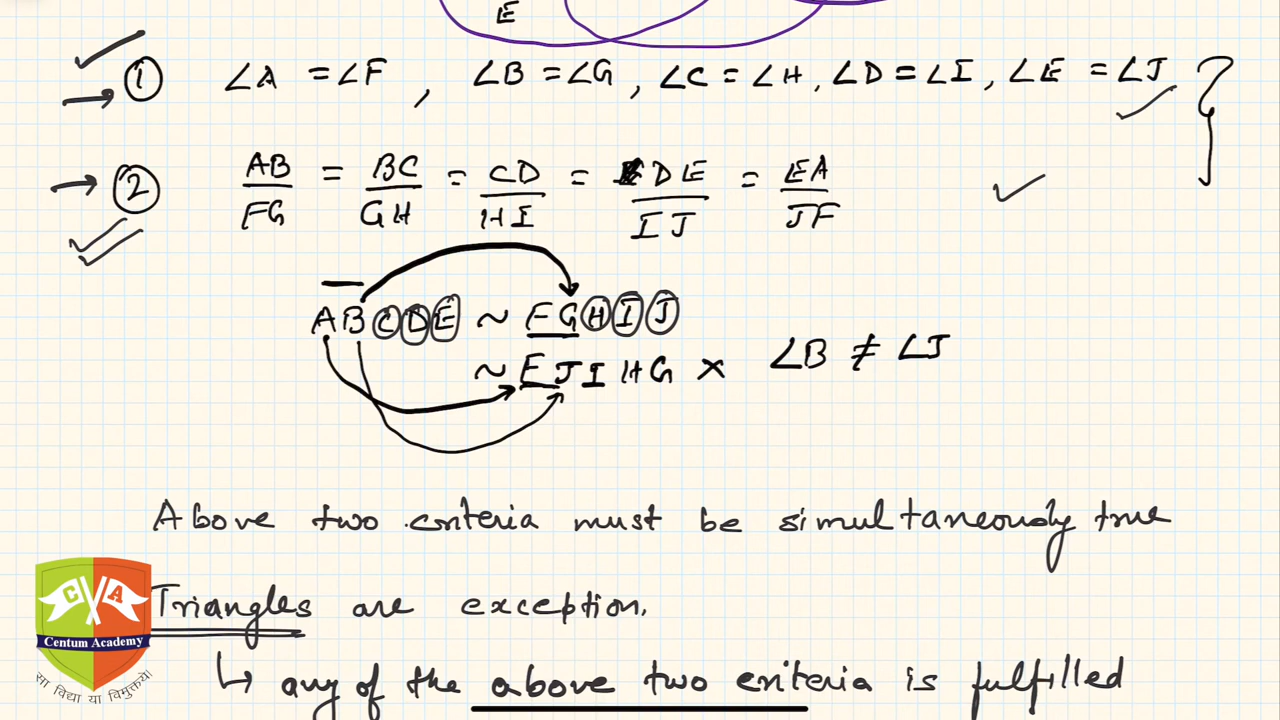 E
① ∠A = ∠F , ∠B = ∠G , ∠C = ∠H , ∠D = ∠I , ∠E = ∠J
② AB/FG = BC/GH = CD/HI = DE/IJ = EA/JF
ABCDE ~ FGHIJ
~ FJIHG × ∠B ≠ ∠J
Above two criteria must be simultaneously true
Triangles are exception.
↳ any of the above two criteria is fulfilled
C A
Centum Academy
सा विद्या या विमुक्तये।